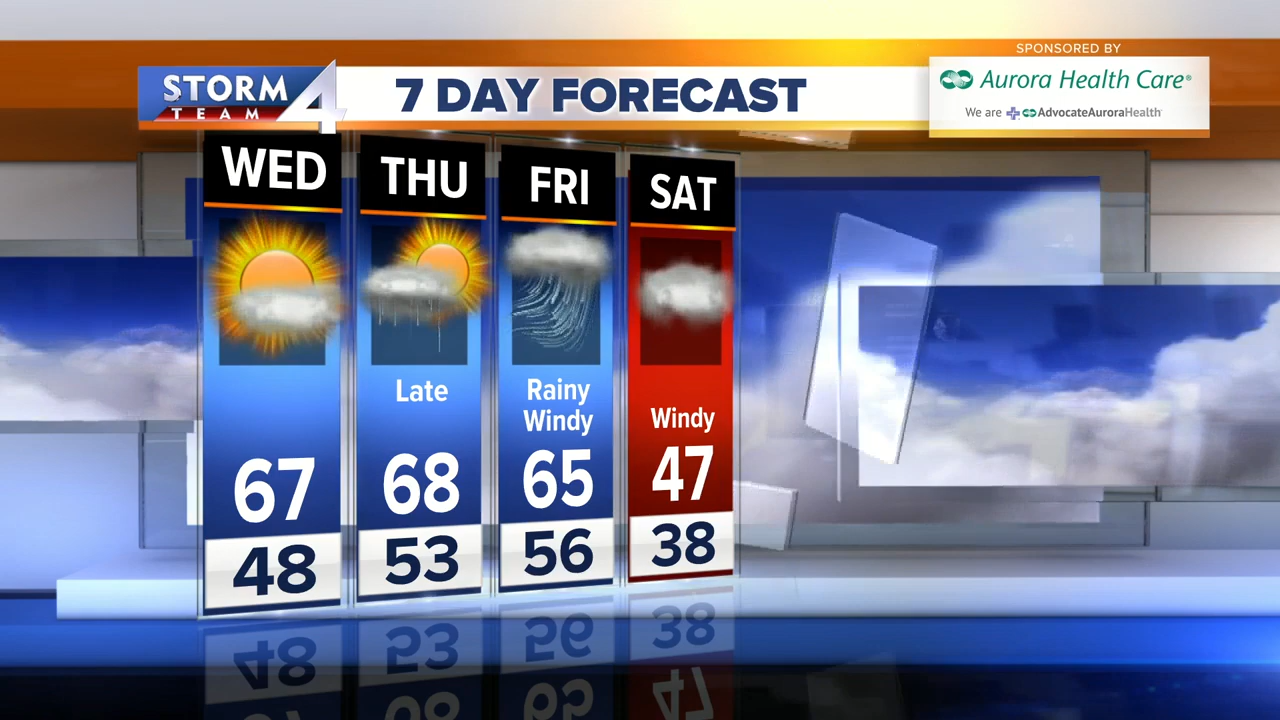 SPONSORED BY
STORM
TEAM 4
7 DAY FORECAST
Aurora Health Care®
We are AdvocateAuroraHealth
WED
THU
FRI
SAT
Late
Rainy
Windy
Windy
67
68
65
47
48
53
56
38